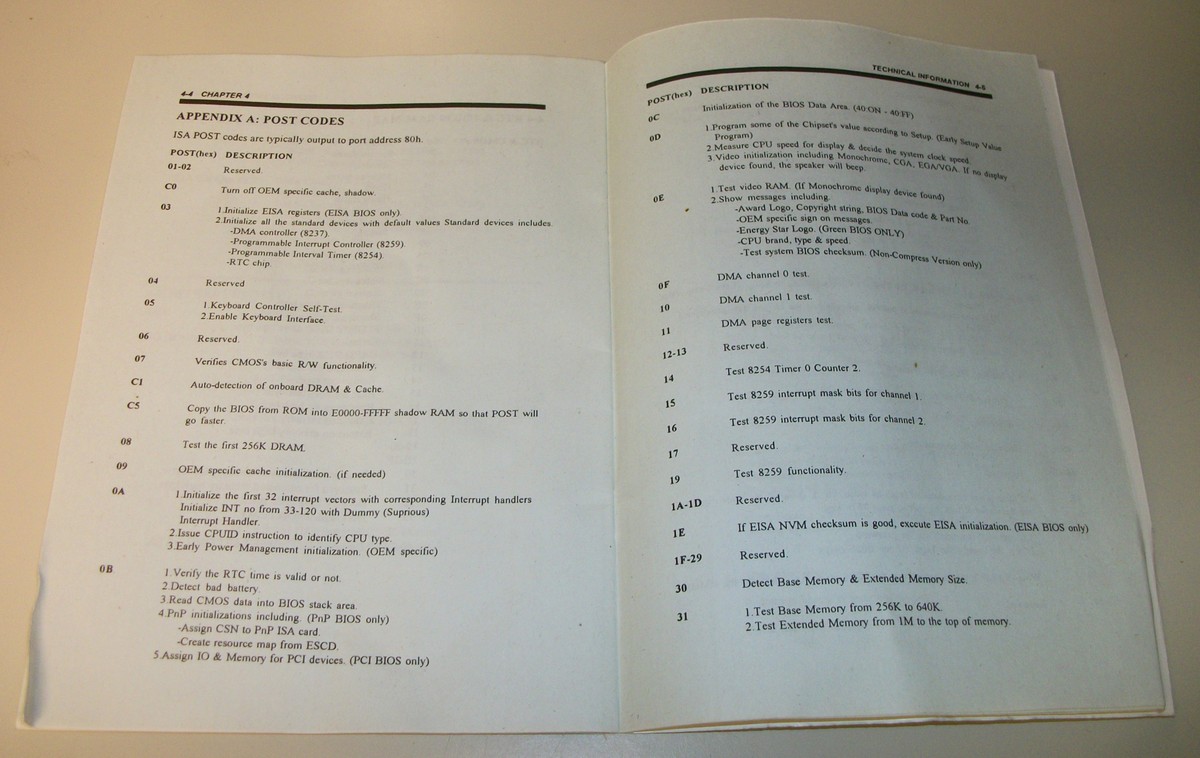 4-4 CHAPTER 4
APPENDIX A: POST CODES
ISA POST codes are typically output to port address 80h.
POST(hex) DESCRIPTION
01-02 Reserved.
C0 Turn off OEM specific cache, shadow.
03 1.Initialize EISA registers (EISA BIOS only).
2.Initialize all the standard devices with default values Standard devices includes
-DMA controller (8237).
-Programmable Interrupt Controller (8259).
-Programmable Interval Timer (8254).
-RTC chip.
04 Reserved
05 1.Keyboard Controller Self-Test.
2.Enable Keyboard Interface.
06 Reserved.
07 Verifies CMOS's basic R/W functionality.
C1 Auto-detection of onboard DRAM & Cache.
C5 Copy the BIOS from ROM into E0000-FFFFF shadow RAM so that POST will
go faster.
08 Test the first 256K DRAM.
09 OEM specific cache initialization. (if needed)
0A 1.Initialize the first 32 interrupt vectors with corresponding Interrupt handlers
Initialize INT no from 33-120 with Dummy (Suprious)
Interrupt Handler.
2.Issue CPUID instruction to identify CPU type.
3.Early Power Management initialization. (OEM specific)
0B 1.Verify the RTC time is valid or not.
2.Detect bad battery.
3.Read CMOS data into BIOS stack area.
4.PnP initializations including. (PnP BIOS only)
-Assign CSN to PnP ISA card.
-Create resource map from ESCD.
5.Assign IO & Memory for PCI devices. (PCI BIOS only)
TECHNICAL INFORMATION 4-5
POST(hex) DESCRIPTION
0C Initialization of the BIOS Data Area. (40:ON - 40:FF)
0D 1.Program some of the Chipset's value according to Setup. (Early Setup Value
Program)
2.Measure CPU speed for display & decide the system clock speed.
3.Video initialization including Monochrome, CGA, EGA/VGA. If no display
device found, the speaker will beep.
0E 1.Test video RAM. (If Monochrome display device found)
2.Show messages including.
-Award Logo, Copyright string, BIOS Data code & Part No.
-OEM specific sign on messages.
-Energy Star Logo. (Green BIOS ONLY)
-CPU brand, type & speed.
-Test system BIOS checksum. (Non-Compress Version only)
0F DMA channel 0 test.
10 DMA channel 1 test.
11 DMA page registers test.
12-13 Reserved.
14 Test 8254 Timer 0 Counter 2.
15 Test 8259 interrupt mask bits for channel 1.
16 Test 8259 interrupt mask bits for channel 2.
17 Reserved.
19 Test 8259 functionality.
1A-1D Reserved.
1E If EISA NVM checksum is good, execute EISA initialization. (EISA BIOS only)
1F-29 Reserved.
30 Detect Base Memory & Extended Memory Size.
31 1.Test Base Memory from 256K to 640K.
2.Test Extended Memory from 1M to the top of memory.